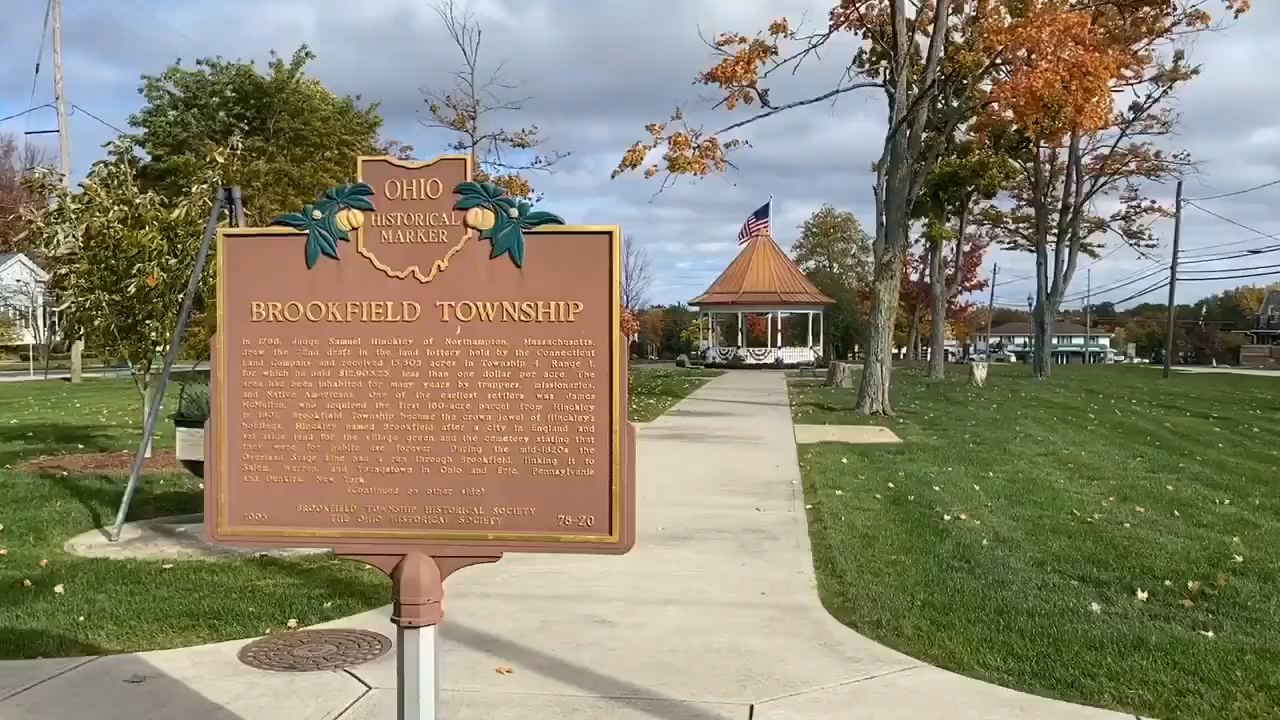 OHIO
HISTORICAL
MARKER
BROOKFIELD TOWNSHIP
In 1798, Judge Samuel Hinckley of Northampton, Massachusetts,
drew the 22nd draft in the land lottery held by the Connecticut
Land Company and received 15,305 acres in Township 4, Range 1,
for which he paid $12,903.23, less than one dollar per acre. The
area had been inhabited for many years by trappers, missionaries,
and Native Americans. One of the earliest settlers was James
McMullen, who acquired the first 160-acre parcel from Hinckley
in 1801. Brookfield Township became the crown jewel of Hinckley's
holdings. Hinckley named Brookfield after a city in England and
set aside land for the village green and the cemetery stating that
they were for public use forever. During the mid-1820s the
Overland Stage Line had a run through Brookfield, linking it to
Salem, Warren, and Youngstown in Ohio and Erie, Pennsylvania
and Dunkirk, New York.
(Continued on other side)
BROOKFIELD TOWNSHIP HISTORICAL SOCIETY
2003 THE OHIO HISTORICAL SOCIETY 78-20